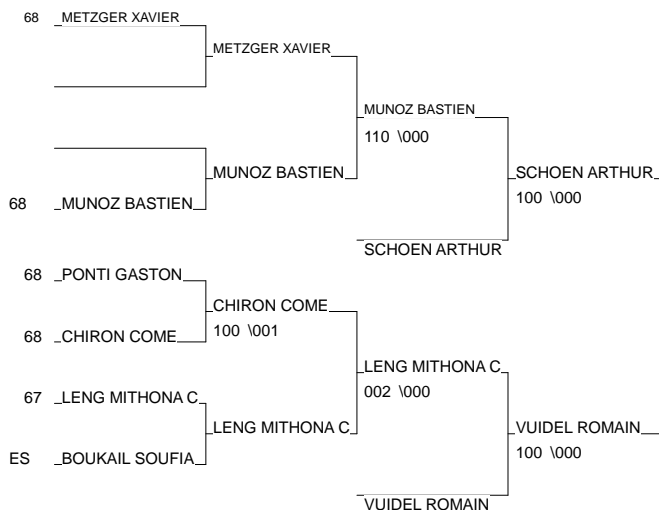 68 METZGER XAVIER
METZGER XAVIER
MUNOZ BASTIEN
110 \000
MUNOZ BASTIEN
SCHOEN ARTHUR
68 MUNOZ BASTIEN
100 \000
SCHOEN ARTHUR
68 PONTI GASTON
CHIRON COME
100 \001
68 CHIRON COME
LENG MITHONA C
002 \000
67 LENG MITHONA C
LENG MITHONA C
VUIDEL ROMAIN
100 \000
ES BOUKAIL SOUFIA
VUIDEL ROMAIN